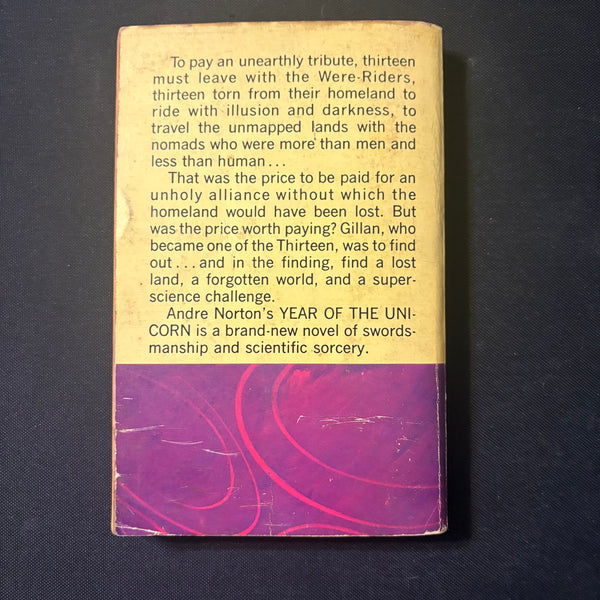 To pay an unearthly tribute, thirteen
must leave with the Were-Riders,
thirteen torn from their homeland to
ride with illusion and darkness, to
travel the unmapped lands with the
nomads who were more than men and
less than human...
That was the price to be paid for an
unholy alliance without which the
homeland would have been lost. But
was the price worth paying? Gillan, who
became one of the Thirteen, was to find
out...and in the finding, find a lost
land, a forgotten world, and a super-
science challenge.
Andre Norton's YEAR OF THE UNI-
CORN is a brand-new novel of swords-
manship and scientific sorcery.